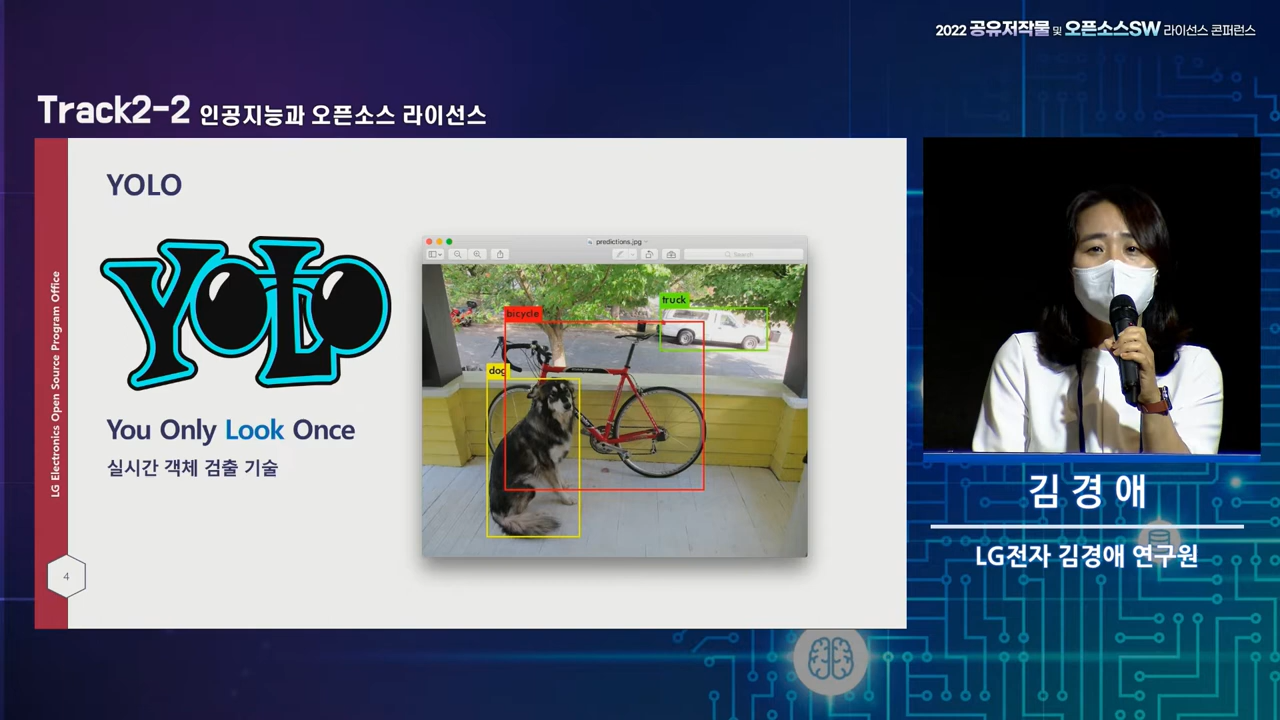 2022 공유저작물 및 오픈소스SW 라이선스 콘퍼런스
Track2-2 인공지능과 오픈소스 라이선스
YOLO
YOLO
You Only Look Once
실시간 객체 검출 기술
LG Electronics Open Source Program Office
4
predictions.jpg
Search
truck
bicycle
dog
김경애
LG전자 김경애 연구원